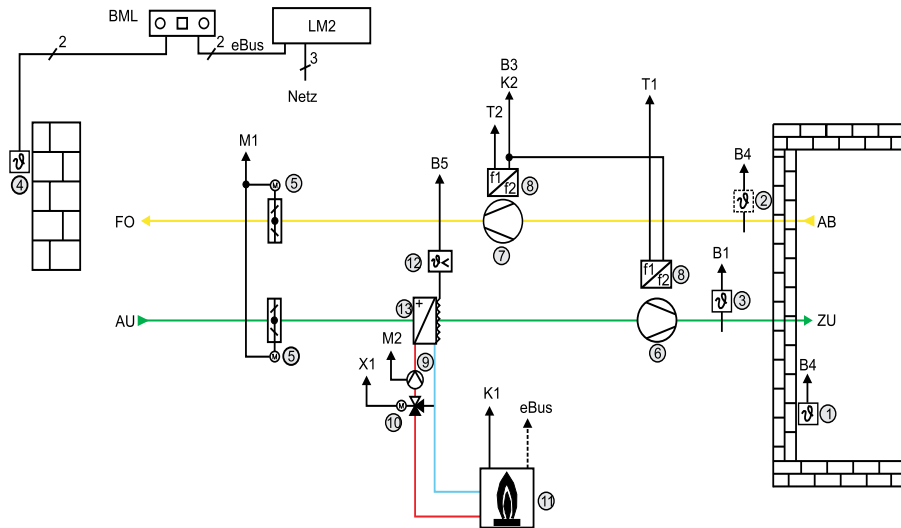 BML
LM2
2
2
eBus
3
Netz
B3
K2
T2
T1
M1
B5
B4
4
M
5
f1
f2
8
2
FO
7
AB
12
f1
f2
8
B1
3
AU
+
13
6
ZU
M
5
M2
9
X1
M
10
B4
1
K1
eBus
11